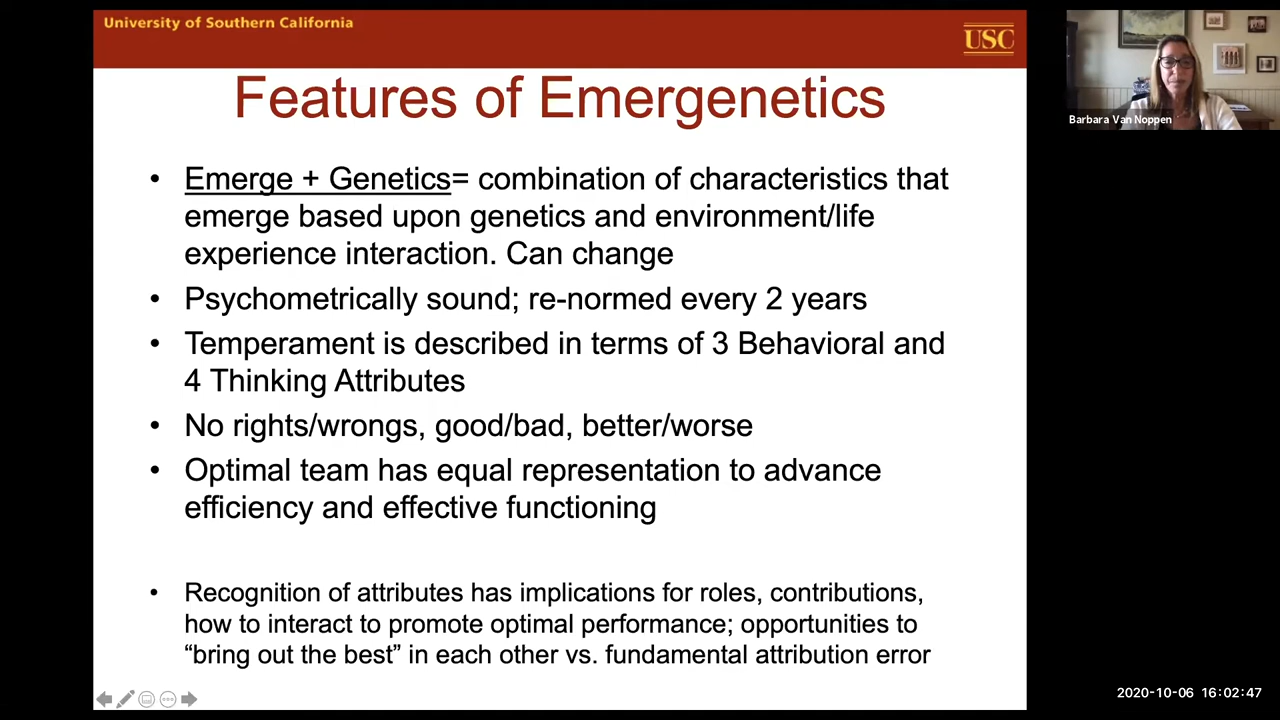 University of Southern California
USC
Features of Emergenetics
• Emerge + Genetics= combination of characteristics that
emerge based upon genetics and environment/life
experience interaction. Can change
• Psychometrically sound; re-normed every 2 years
• Temperament is described in terms of 3 Behavioral and
4 Thinking Attributes
• No rights/wrongs, good/bad, better/worse
• Optimal team has equal representation to advance
efficiency and effective functioning
• Recognition of attributes has implications for roles, contributions,
how to interact to promote optimal performance; opportunities to
“bring out the best” in each other vs. fundamental attribution error
Barbara Van Noppen
2020-10-06 16:02:47